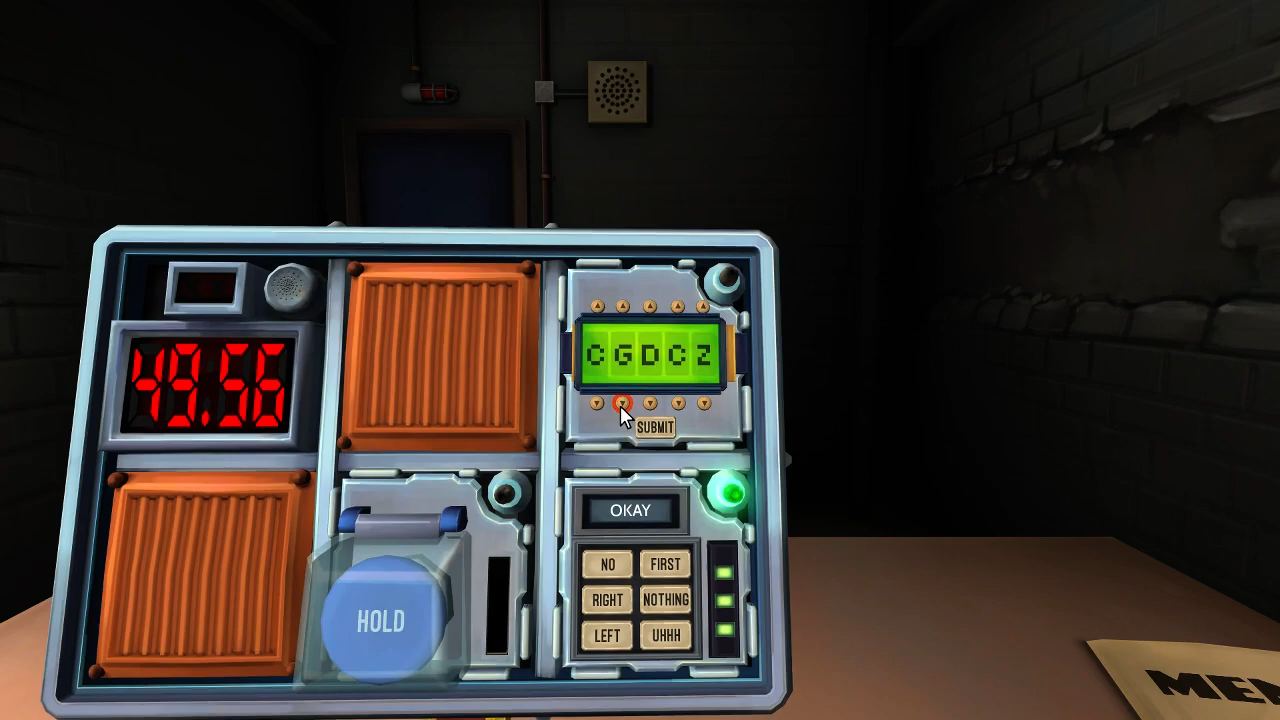 49.56
CGDCZ
SUBMIT
OKAY
NO FIRST
RIGHT NOTHING
LEFT UHHH
HOLD